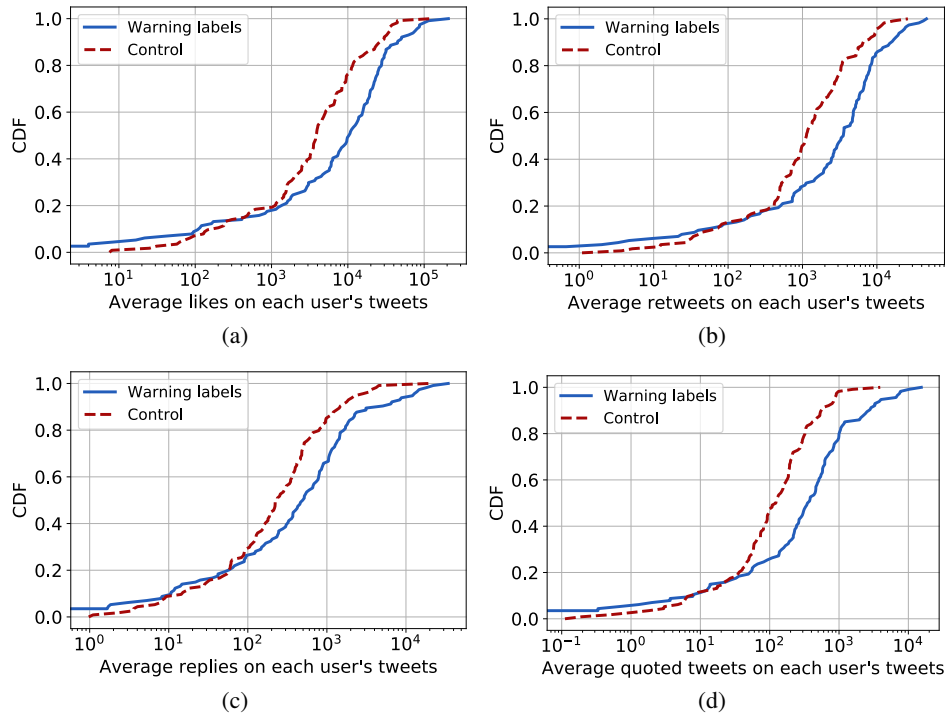 1.0
0.8
0.6
0.4
0.2
0.0
CDF
Warning labels
Control
10^1
10^2
10^3
10^4
10^5
Average likes on each user's tweets
(a)
1.0
0.8
0.6
0.4
0.2
0.0
CDF
Warning labels
Control
10^0
10^1
10^2
10^3
10^4
Average retweets on each user's tweets
(b)
1.0
0.8
0.6
0.4
0.2
0.0
CDF
Warning labels
Control
10^0
10^1
10^2
10^3
10^4
Average replies on each user's tweets
(c)
1.0
0.8
0.6
0.4
0.2
0.0
CDF
Warning labels
Control
10^−1
10^0
10^1
10^2
10^3
10^4
Average quoted tweets on each user's tweets
(d)